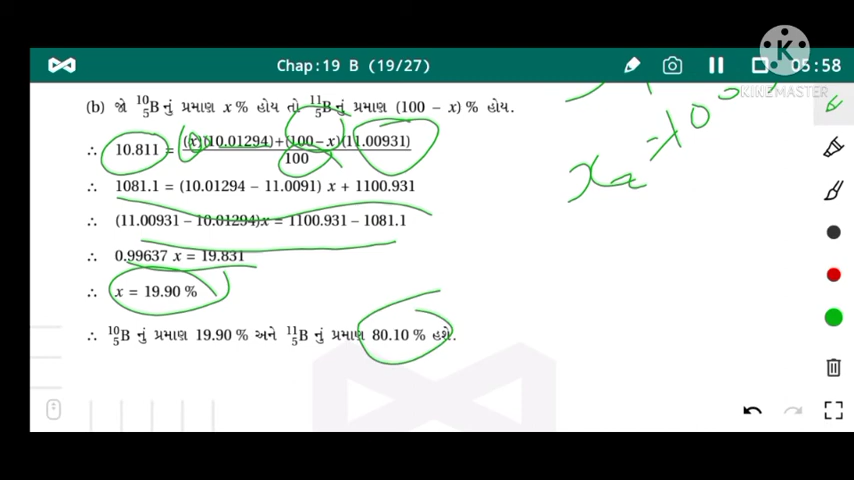 Chap:19 B (19/27)
05:58
KINEMASTER
(b) જો ¹⁰₅B નું પ્રમાણ x % હોય તો ¹¹₅B નું પ્રમાણ (100 – x) % હોય.
∴ 10.811 = (x)(10.01294)+(100–x)(11.00931) / 100
∴ 1081.1 = (10.01294 – 11.0091) x + 1100.931
∴ (11.00931 – 10.01294)x = 1100.931 – 1081.1
∴ 0.99637 x = 19.831
∴ x = 19.90 %
∴ ¹⁰₅B નું પ્રમાણ 19.90 % અને ¹¹₅B નું પ્રમાણ 80.10 % હશે.